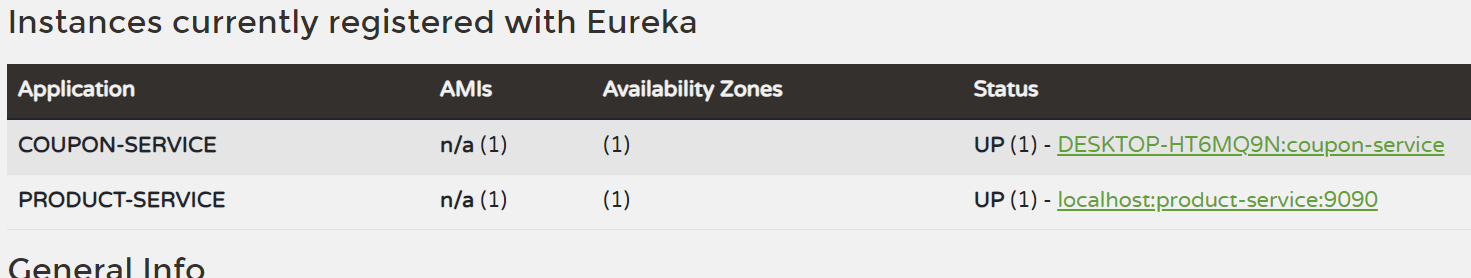 Instances currently registered with Eureka
Application AMIs Availability Zones Status
COUPON-SERVICE n/a (1) (1) UP (1) - DESKTOP-HT6MQ9N:coupon-service
PRODUCT-SERVICE n/a (1) (1) UP (1) - localhost:product-service:9090
General Info